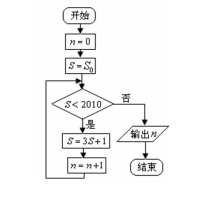 开始
n=0
S=S₀
S<2010
否
是
S=3S+1
输出n
n=n+1
结束